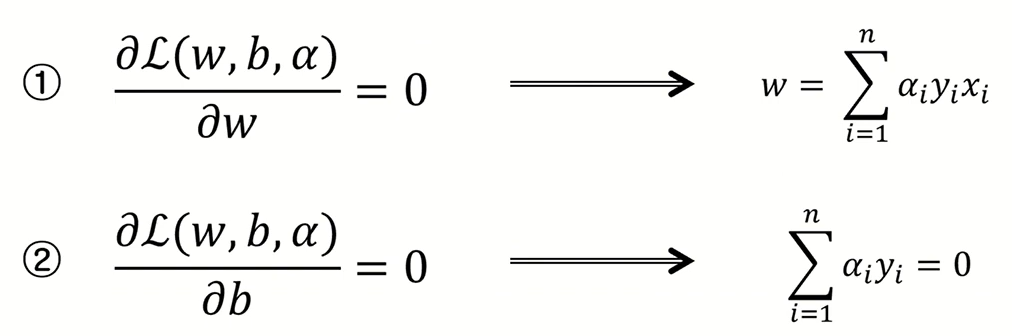 ① ∂ℒ(w, b, α)/∂w = 0 ⟹ w = ∑_{i=1}^{n} α_i y_i x_i
② ∂ℒ(w, b, α)/∂b = 0 ⟹ ∑_{i=1}^{n} α_i y_i = 0